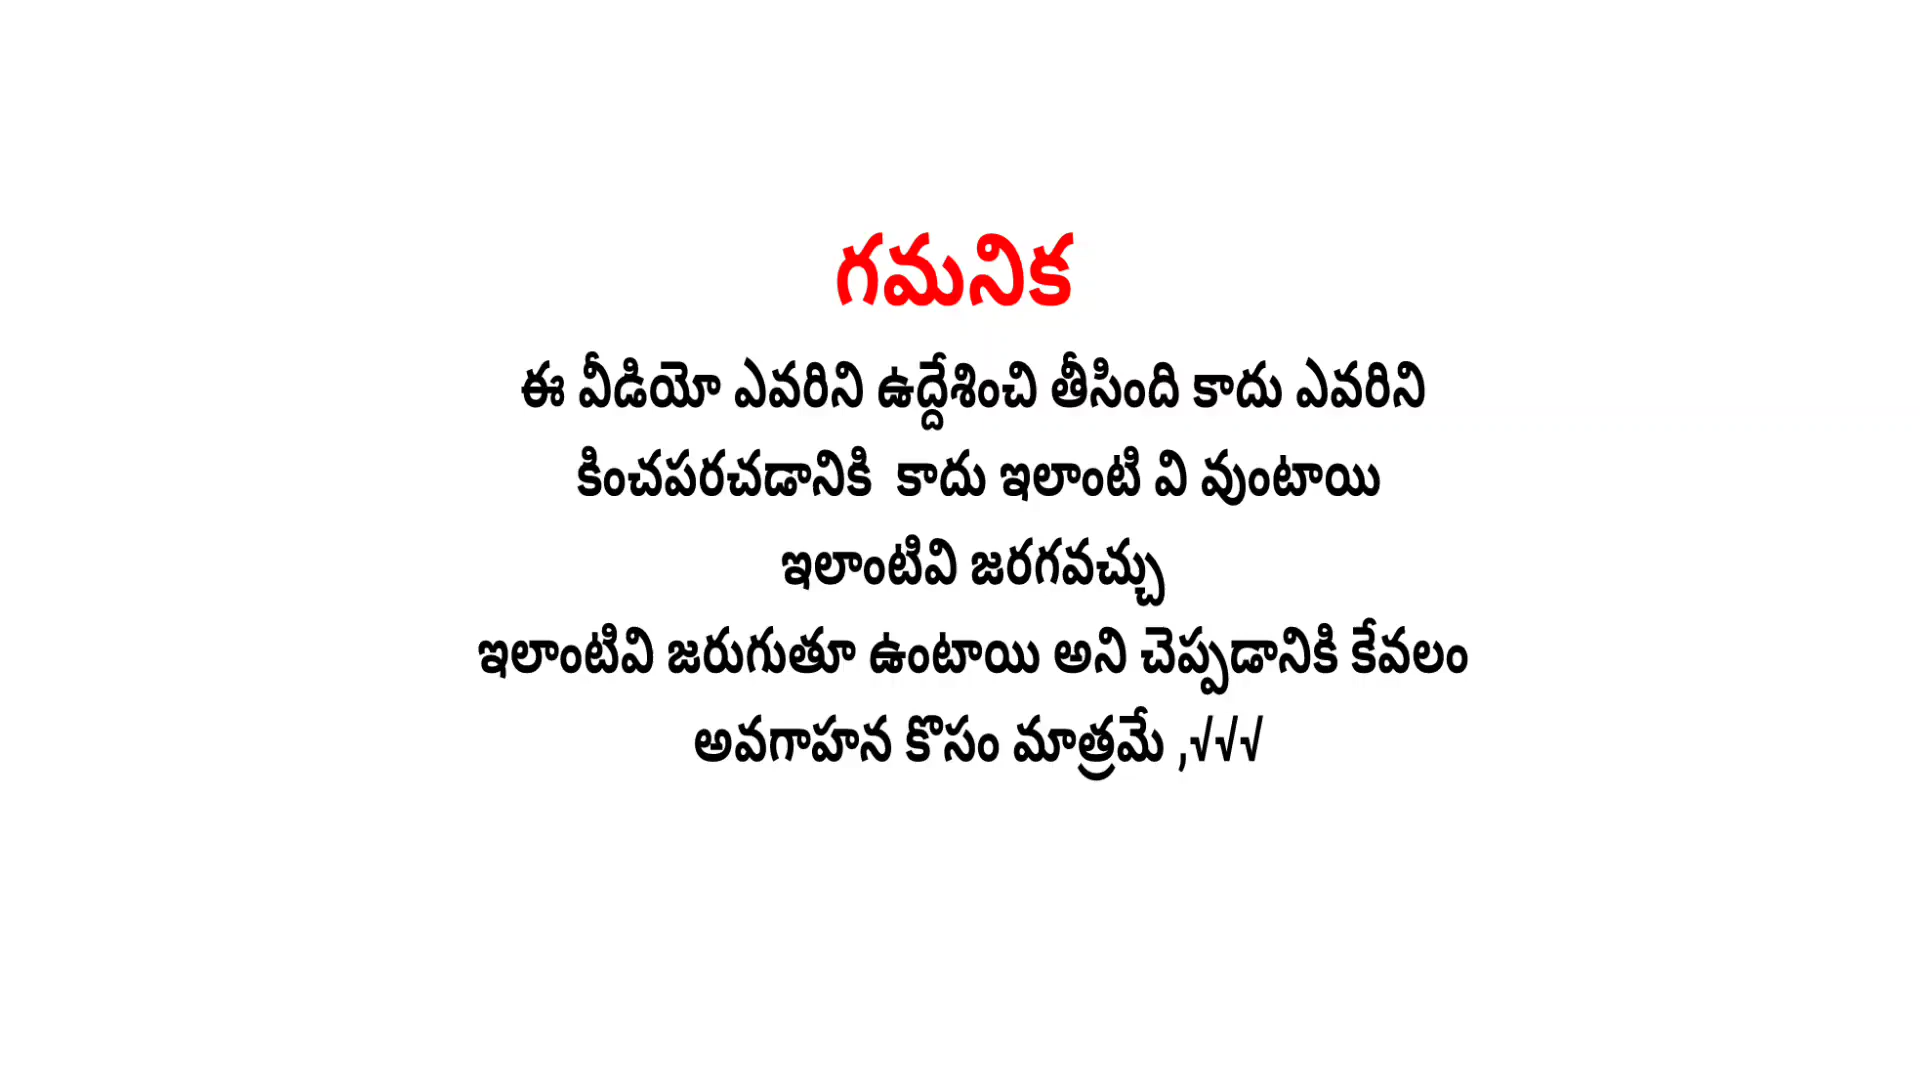 గమనిక
ఈ వీడియో ఎవరిని ఉద్దేశించి తీసింది కాదు ఎవరిని
కించపరచడానికి కాదు ఇలాంటి వి వుంటాయి
ఇలాంటివి జరగవచ్చు
ఇలాంటివి జరుగుతూ ఉంటాయి అని చెప్పడానికి కేవలం
అవగాహన కొసం మాత్రమే ,√√√